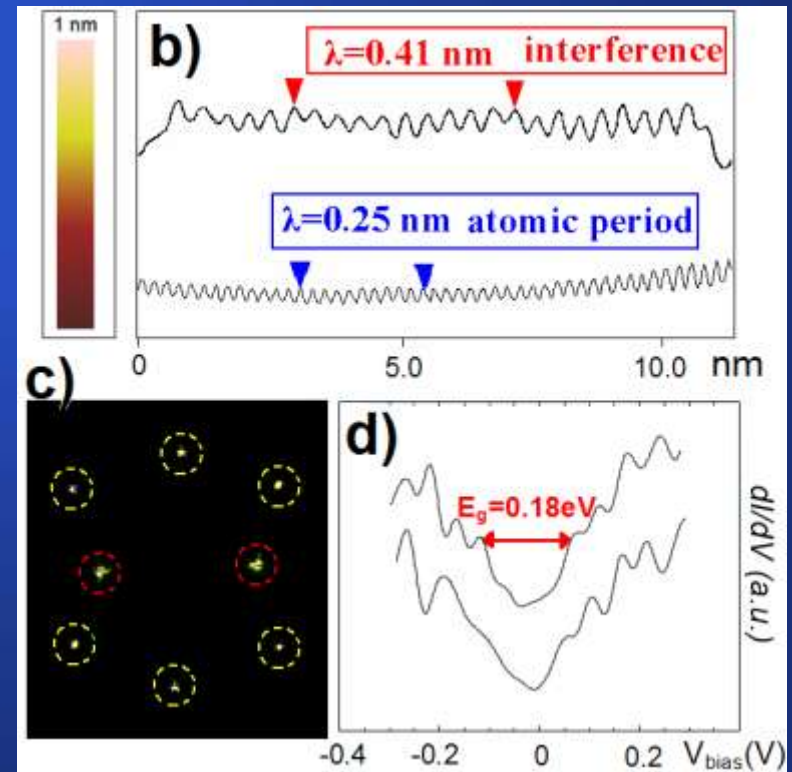 1 nm
b)
λ=0.41 nm interference
λ=0.25 nm atomic period
0 5.0 10.0 nm
c)
d)
Eg=0.18eV
dI/dV (a.u.)
-0.4 -0.2 0 0.2 Vbias(V)